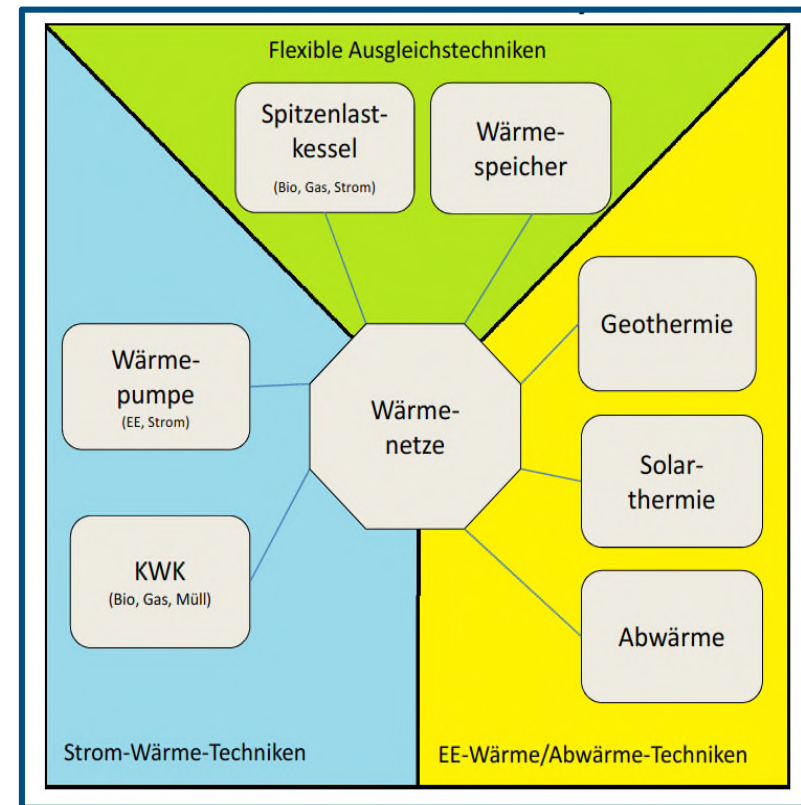 Flexible Ausgleichstechniken
Spitzenlast-
kessel
(Bio, Gas, Strom)
Wärme-
speicher
Geothermie
Wärme-
pumpe
(EE, Strom)
Wärme-
netze
Solar-
thermie
KWK
(Bio, Gas, Müll)
Abwärme
Strom-Wärme-Techniken
EE-Wärme/Abwärme-Techniken